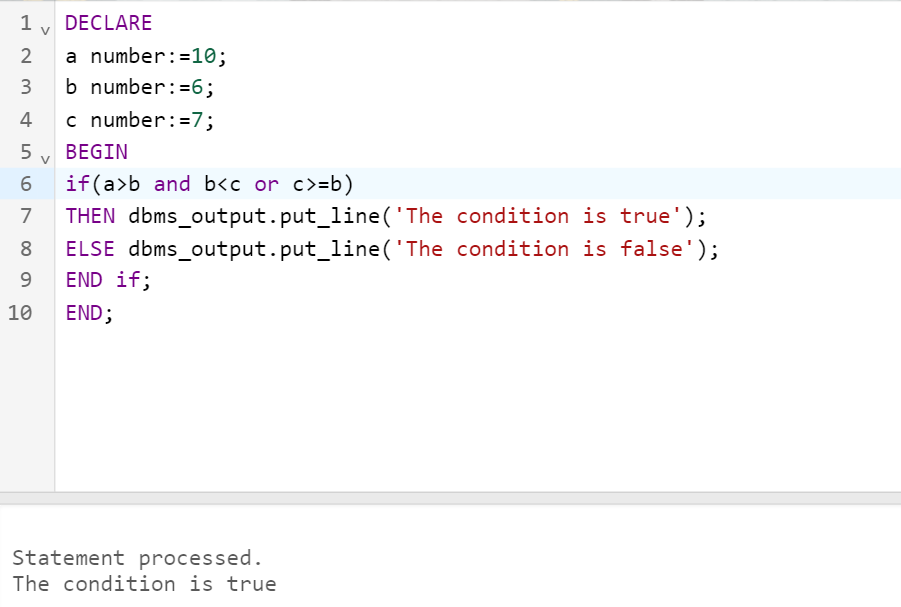 1 DECLARE
2 a number:=10;
3 b number:=6;
4 c number:=7;
5 BEGIN
6 if(a>b and b<c or c>=b)
7 THEN dbms_output.put_line('The condition is true');
8 ELSE dbms_output.put_line('The condition is false');
9 END if;
10 END;
Statement processed.
The condition is true